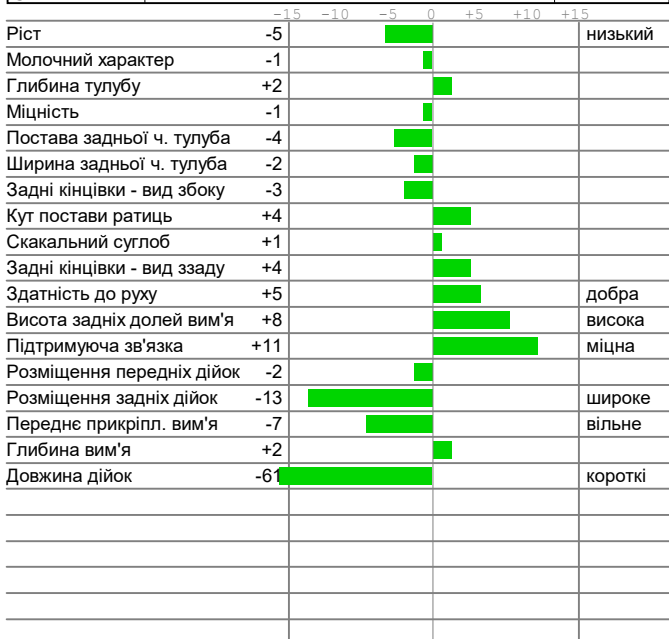 -15 -10 -5 0 +5 +10 +15
Ріст -5 низький
Молочний характер -1
Глибина тулубу +2
Міцність -1
Постава задньої ч. тулуба -4
Ширина задньої ч. тулуба -2
Задні кінцівки - вид збоку -3
Кут постави ратиць +4
Скакальний суглоб +1
Задні кінцівки - вид ззаду +4
Здатність до руху +5 добра
Висота задніх долей вим'я +8 висока
Підтримуюча зв'язка +11 міцна
Розміщення передніх дійок -2
Розміщення задніх дійок -13 широке
Переднє прикріпл. вим'я -7 вільне
Глибина вим'я +2
Довжина дійок -61 короткі